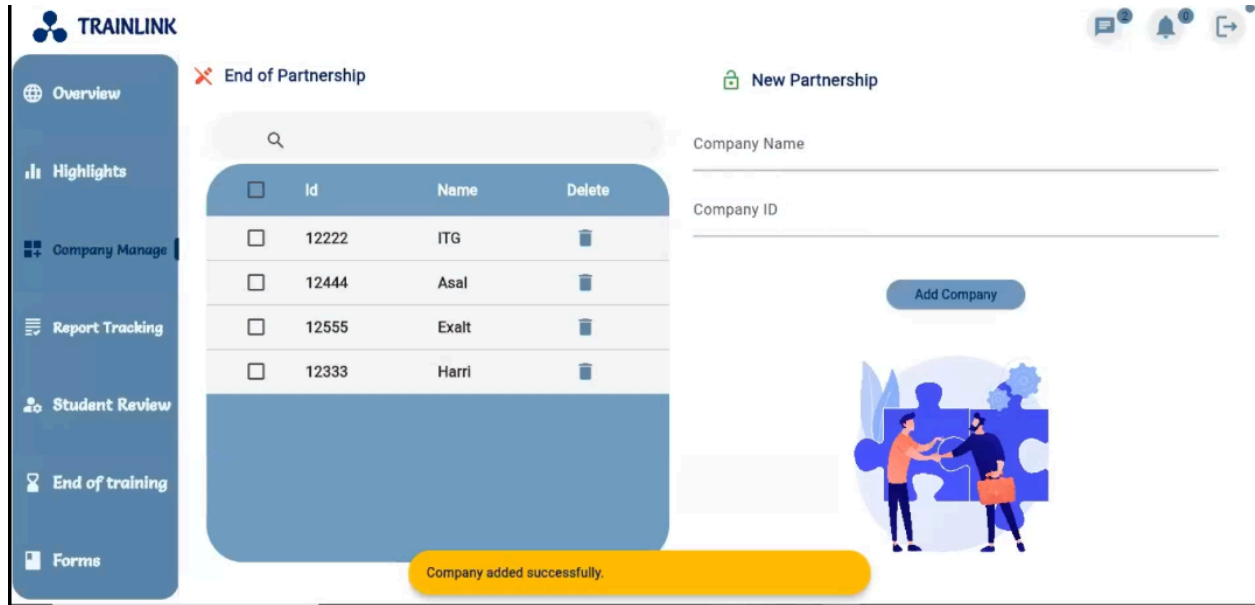 TRAINLINK
2
0
Overview
Highlights
Company Manage
Report Tracking
Student Review
End of training
Forms
End of Partnership
Id Name Delete
12222 ITG
12444 Asal
12555 Exalt
12333 Harri
New Partnership
Company Name
Company ID
Add Company
Company added successfully.